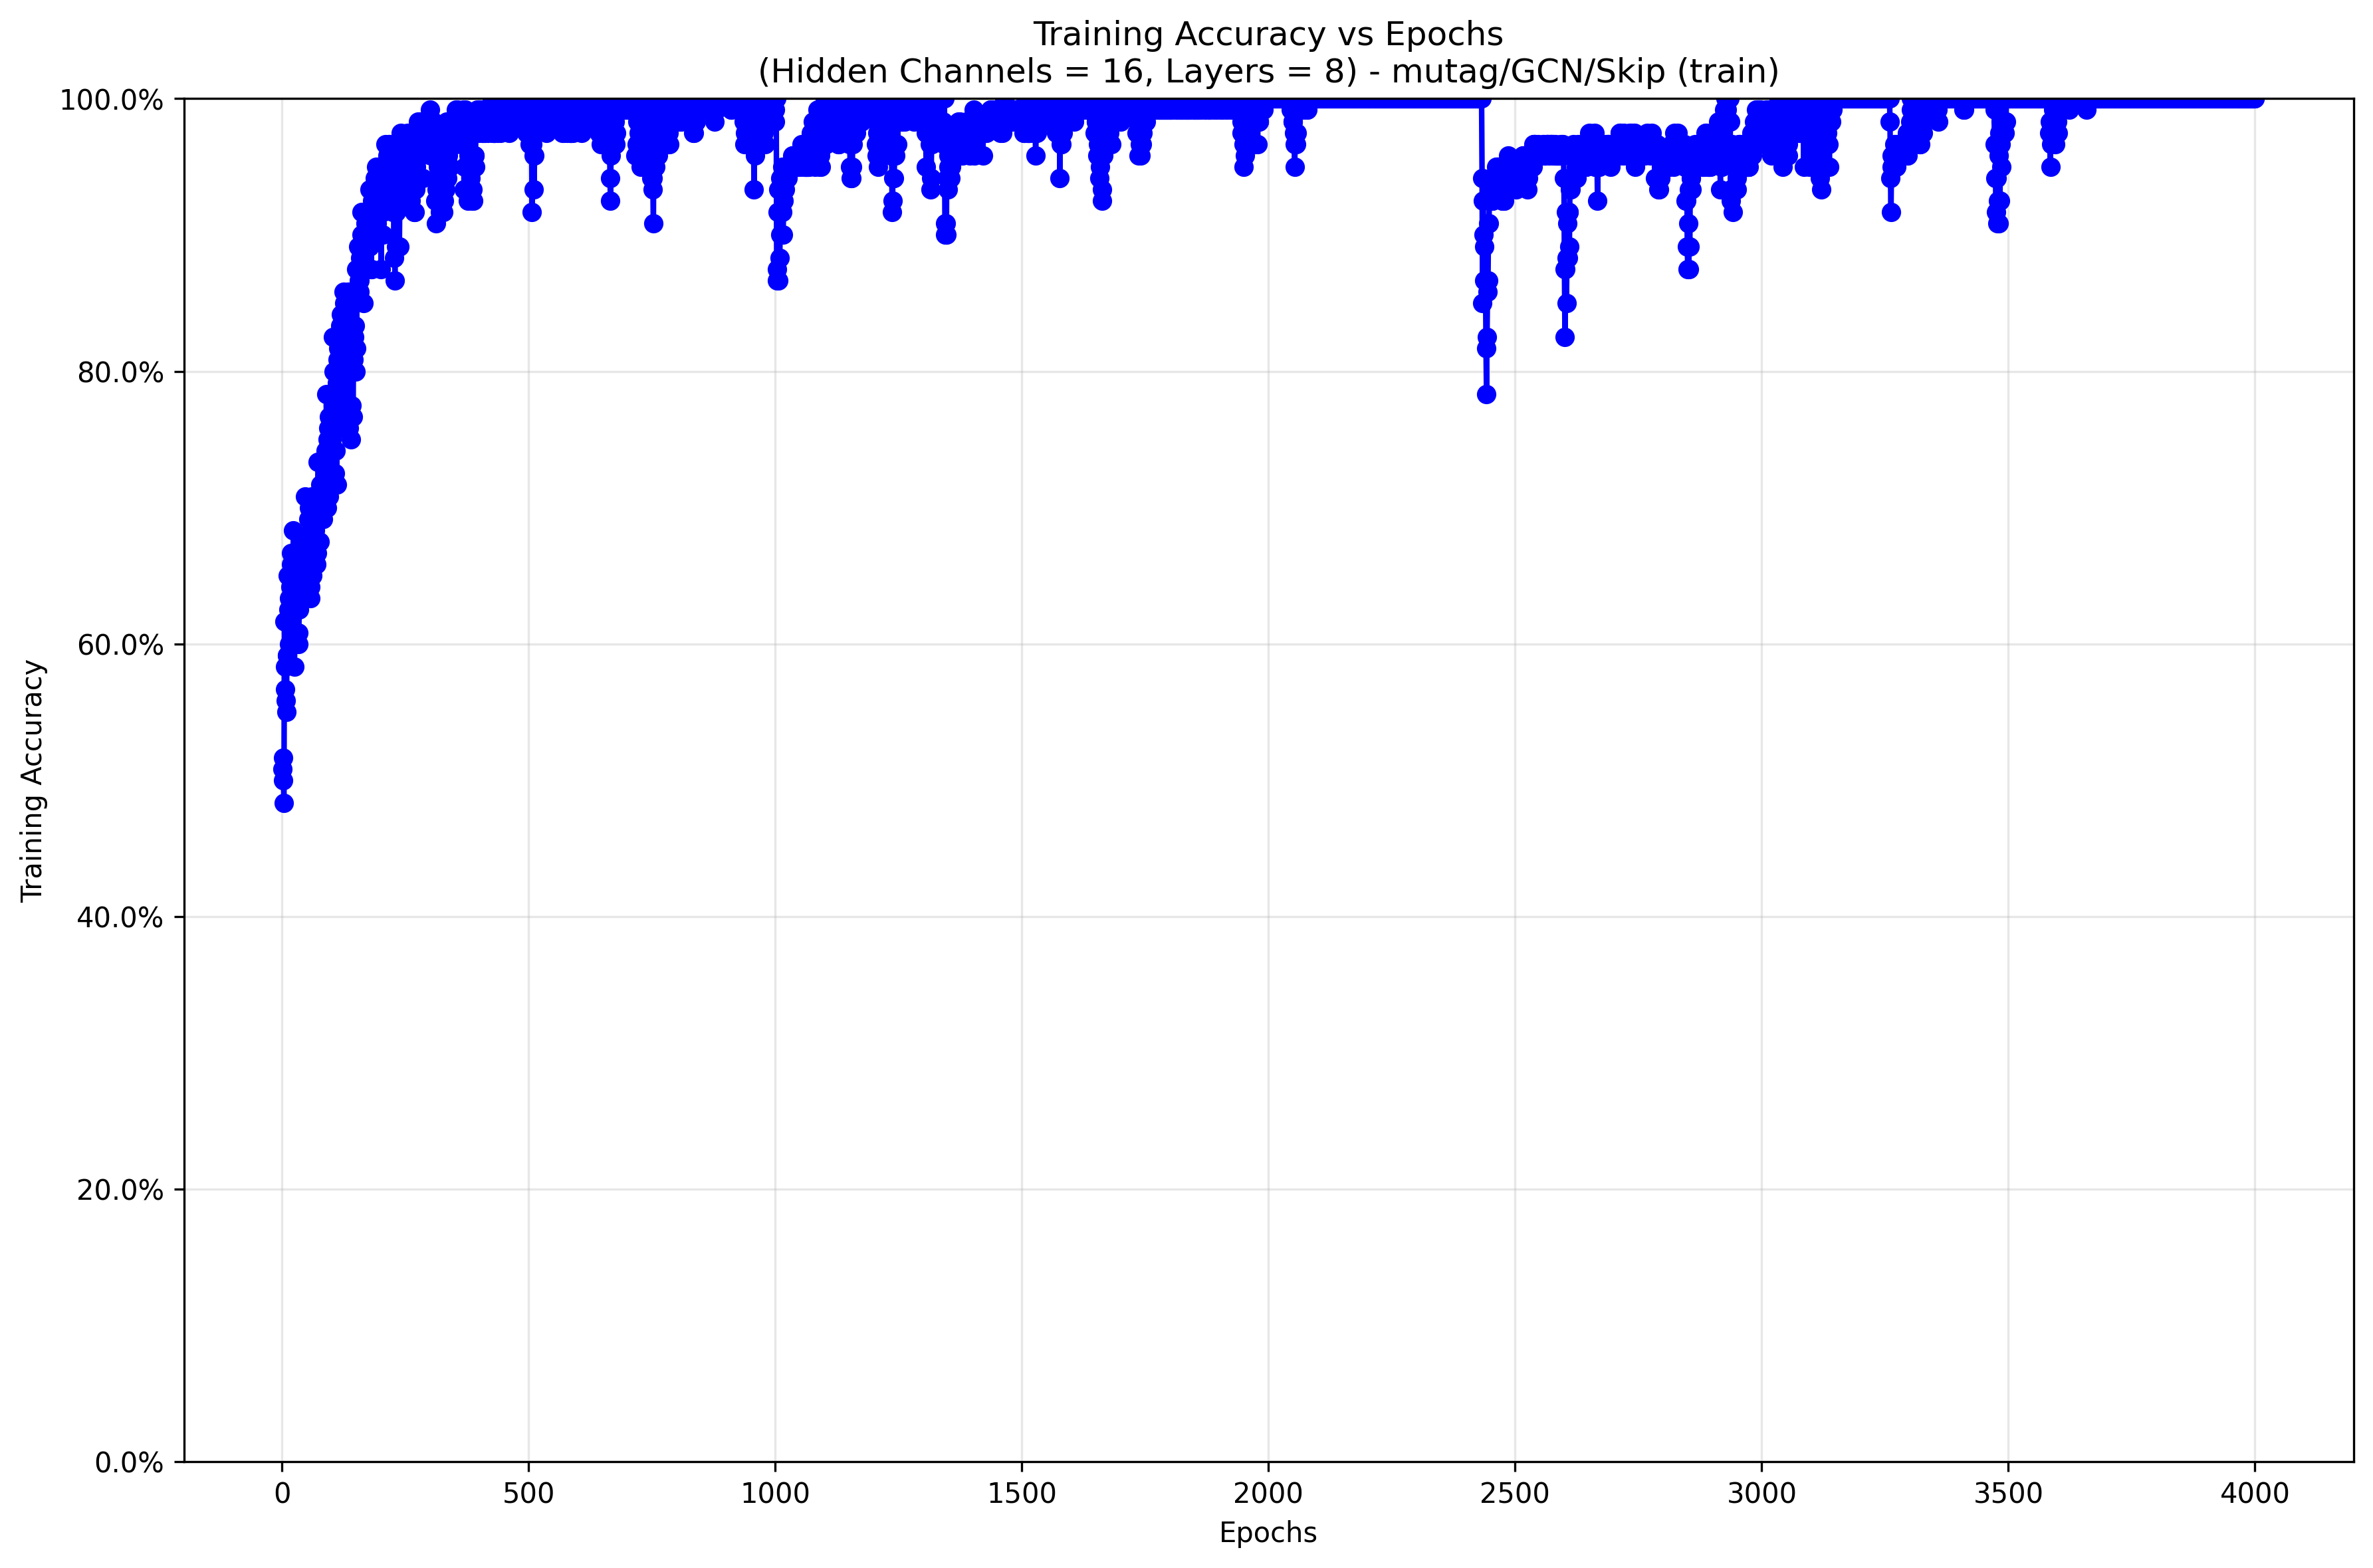 Training Accuracy vs Epochs
(Hidden Channels = 16, Layers = 8) - mutag/GCN/Skip (train)
100.0%
80.0%
60.0%
40.0%
20.0%
0.0%
Training Accuracy
0 500 1000 1500 2000 2500 3000 3500 4000
Epochs